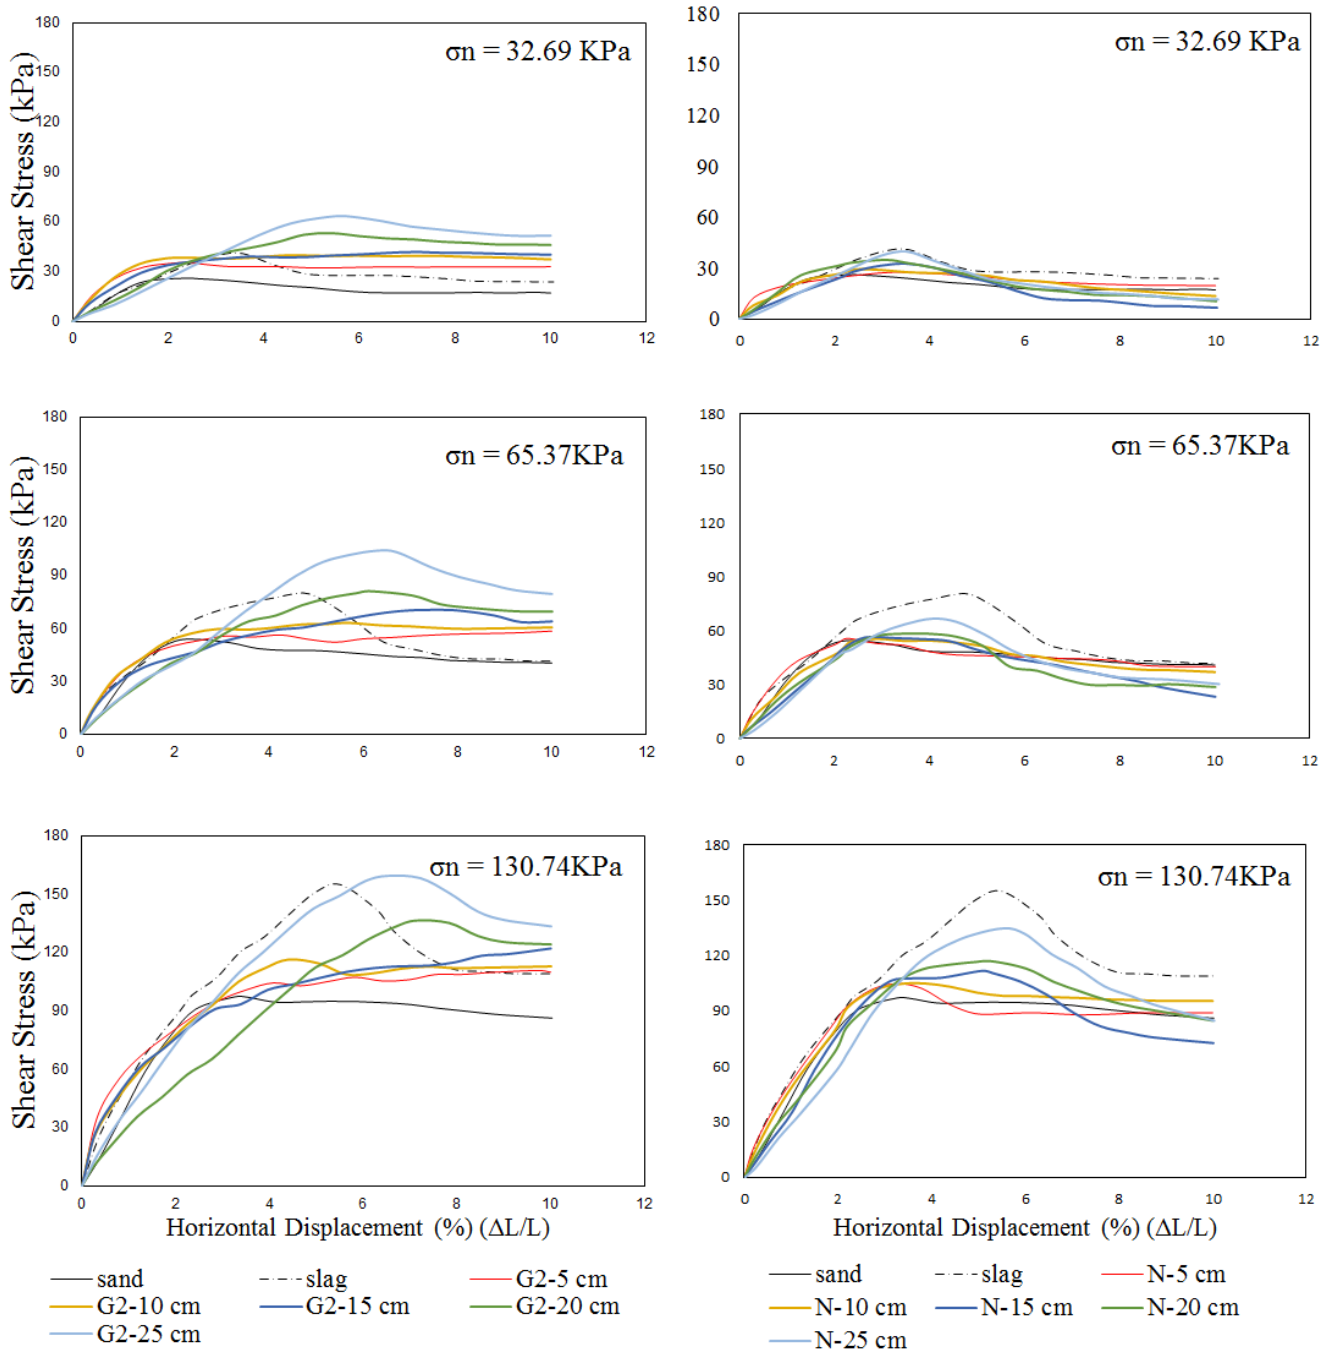 180
150
120
90
60
30
0
0 2 4 6 8 10 12
Shear Stress (kPa)
σn = 32.69 KPa
180
150
120
90
60
30
0
0 2 4 6 8 10 12
σn = 32.69 KPa
180
150
120
90
60
30
0
0 2 4 6 8 10 12
Shear Stress (kPa)
σn = 65.37KPa
180
150
120
90
60
30
0
0 2 4 6 8 10 12
σn = 65.37KPa
180
150
120
90
60
30
0
0 2 4 6 8 10 12
Shear Stress (kPa)
σn = 130.74KPa
Horizontal Displacement (%) (ΔL/L)
180
150
120
90
60
30
0
0 2 4 6 8 10 12
σn = 130.74KPa
Horizontal Displacement (%) (ΔL/L)
sand slag G2-5 cm
G2-10 cm G2-15 cm G2-20 cm
G2-25 cm
sand slag N-5 cm
N-10 cm N-15 cm N-20 cm
N-25 cm